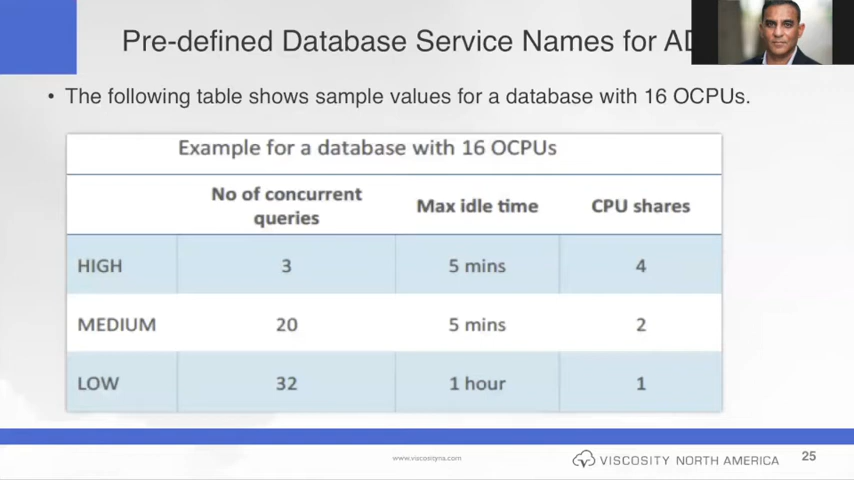 Pre-defined Database Service Names for
• The following table shows sample values for a database with 16 OCPUs.
Example for a database with 16 OCPUs
No of concurrent queries Max idle time CPU shares
HIGH 3 5 mins 4
MEDIUM 20 5 mins 2
LOW 32 1 hour 1
www.viscosityna.com
VISCOSITY NORTH AMERICA 25